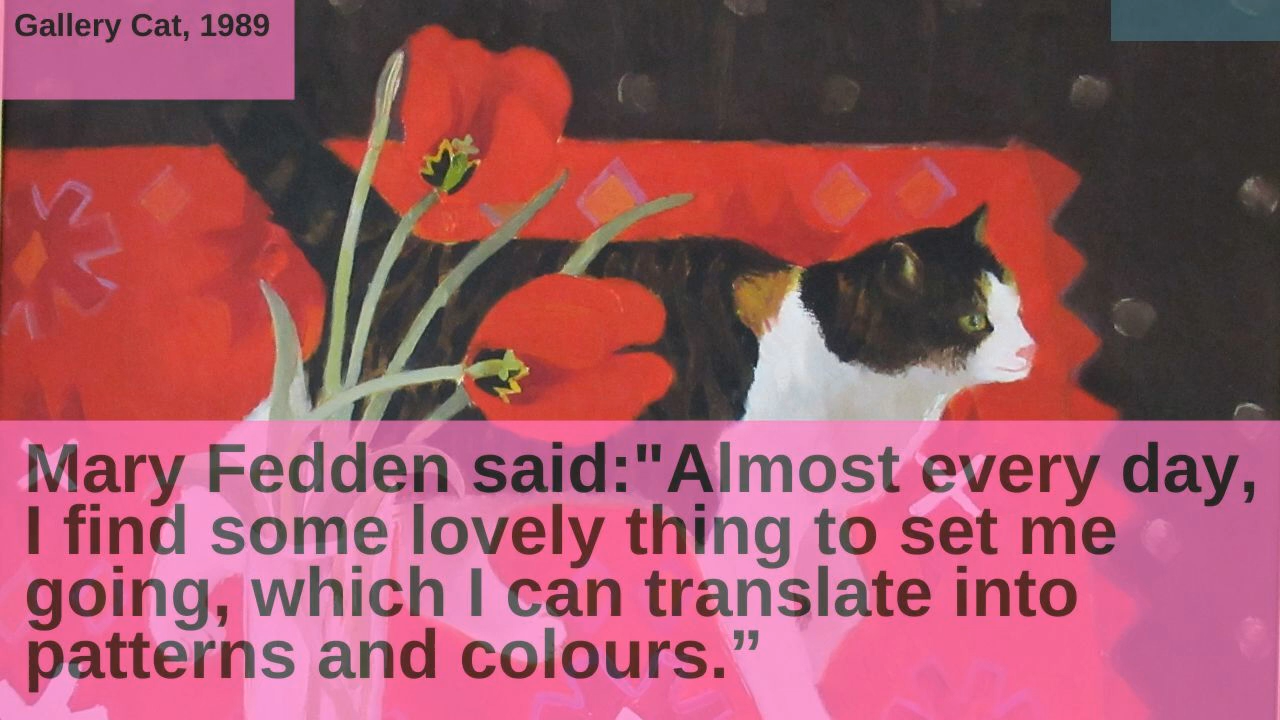 Gallery Cat, 1989
Mary Fedden said:"Almost every day,
I find some lovely thing to set me
going, which I can translate into
patterns and colours.”